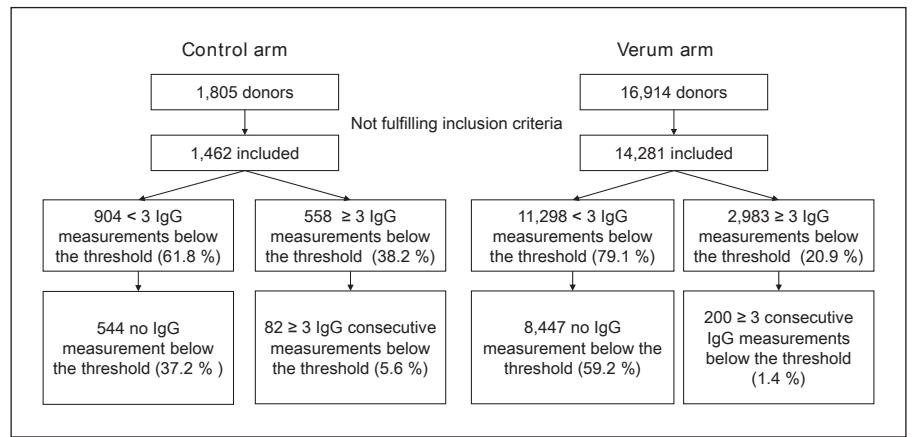 Control arm
Verum arm
1,805 donors
16,914 donors
Not fulfilling inclusion criteria
1,462 included
14,281 included
904 < 3 IgG
measurements below
the threshold (61.8 %)
558 ≥ 3 IgG
measurements below
the threshold (38.2 %)
11,298 < 3 IgG
measurements below
the threshold (79.1 %)
2,983 ≥ 3 IgG
measurements below
the threshold (20.9 %)
544 no IgG
measurement below
the threshold (37.2 % )
82 ≥ 3 IgG consecutive
measurements below
the threshold (5.6 %)
8,447 no IgG
measurement below the
threshold (59.2 %)
200 ≥ 3 consecutive
IgG measurements
below the threshold
(1.4 %)